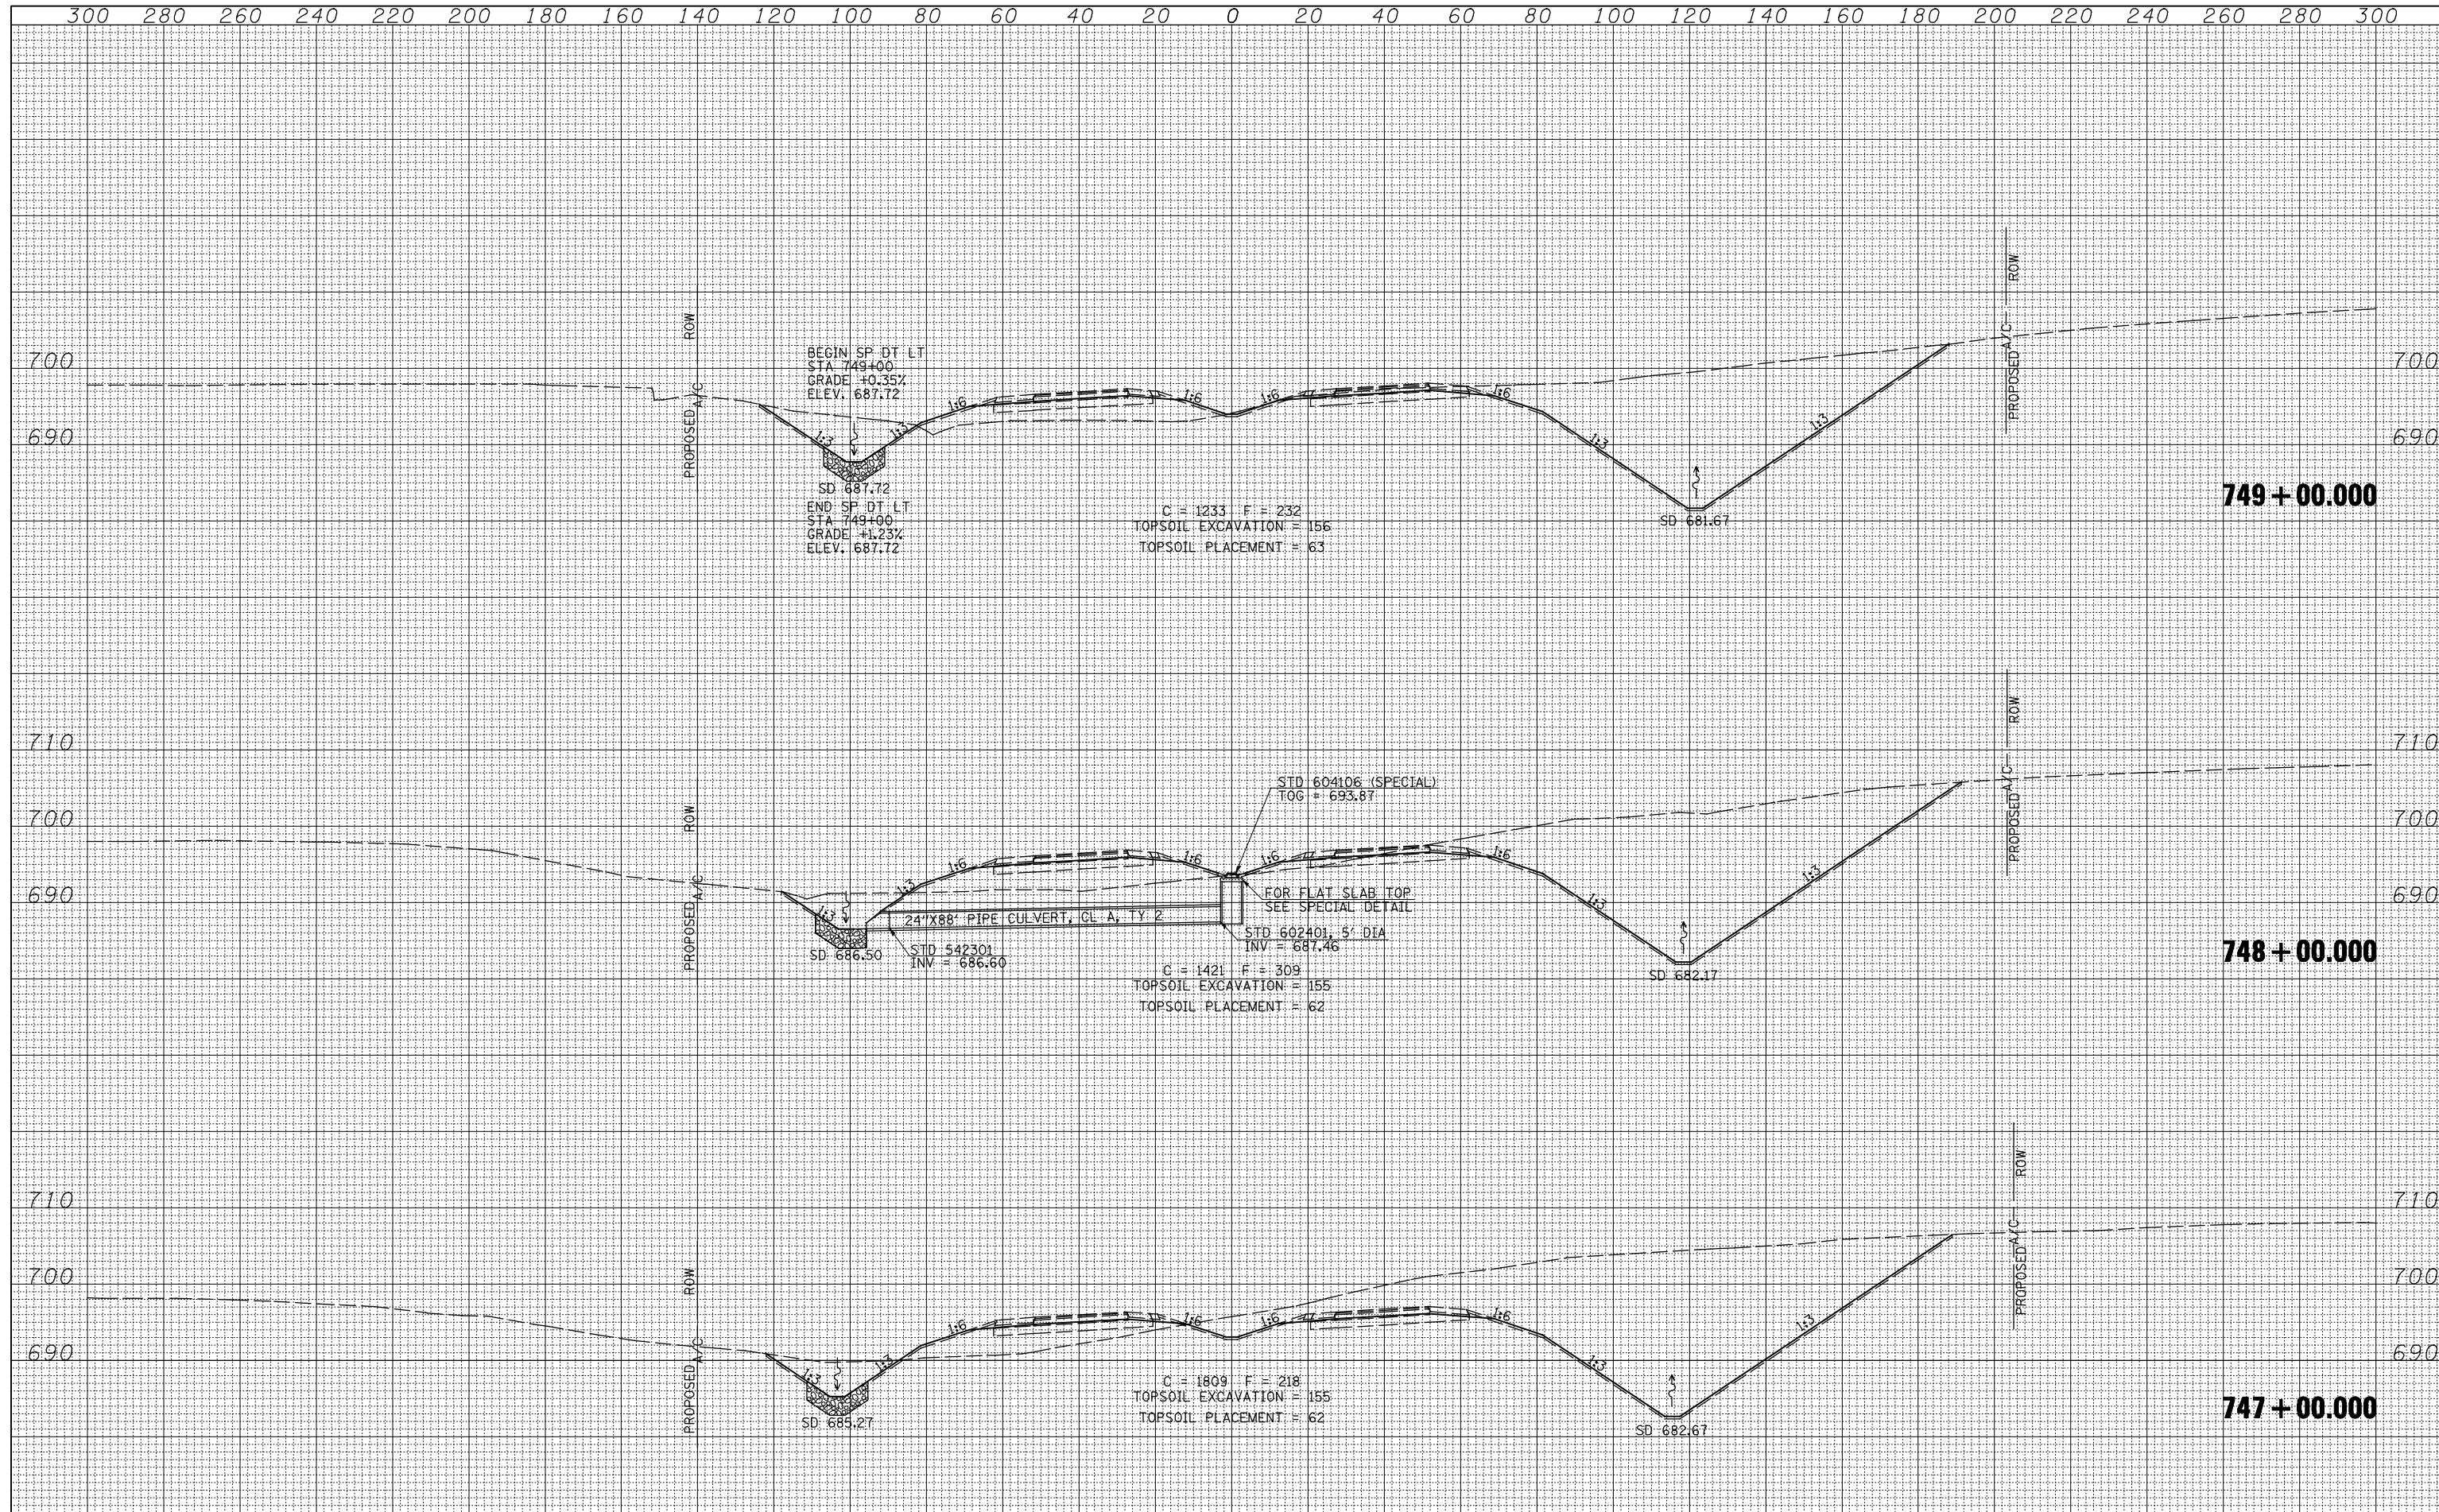 300 280 260 240 220 200 180 160 140 120 100 80 60 40 20 0 20 40 60 80 100 120 140 160 180 200 220 240 260 280 300
PROPOSED A/C ROW
BEGIN SP DT LT
STA 749+00
GRADE +0.35%
ELEV. 687.72
PROPOSED A/C ROW
700 700
690 690
1:3 1:3 1:6 1:6 1:6 1:6 1:3 1:3
SD 687.72
END SP DT LT
STA 749+00
GRADE +1.23%
ELEV. 687.72
C = 1233 F = 232
TOPSOIL EXCAVATION = 156
TOPSOIL PLACEMENT = 63
SD 681.67
749+00.000
710 710
PROPOSED A/C ROW
STD 604106 (SPECIAL)
TOG = 693.87
PROPOSED A/C ROW
700 700
690 690
1:3 1:3 1:6 1:6 1:6 1:6 1:3 1:3
FOR FLAT SLAB TOP
SEE SPECIAL DETAIL
24"X88' PIPE CULVERT, CL A, TY 2
STD 602401, 5' DIA
INV = 687.46
SD 686.50
STD 542301
INV = 686.60
C = 1421 F = 309
TOPSOIL EXCAVATION = 155
TOPSOIL PLACEMENT = 62
SD 682.17
748+00.000
710 710
PROPOSED A/C ROW
PROPOSED A/C ROW
700 700
690 690
1:3 1:3 1:6 1:6 1:6 1:6 1:3 1:3
SD 685.27
C = 1809 F = 218
TOPSOIL EXCAVATION = 155
TOPSOIL PLACEMENT = 62
SD 682.67
747+00.000